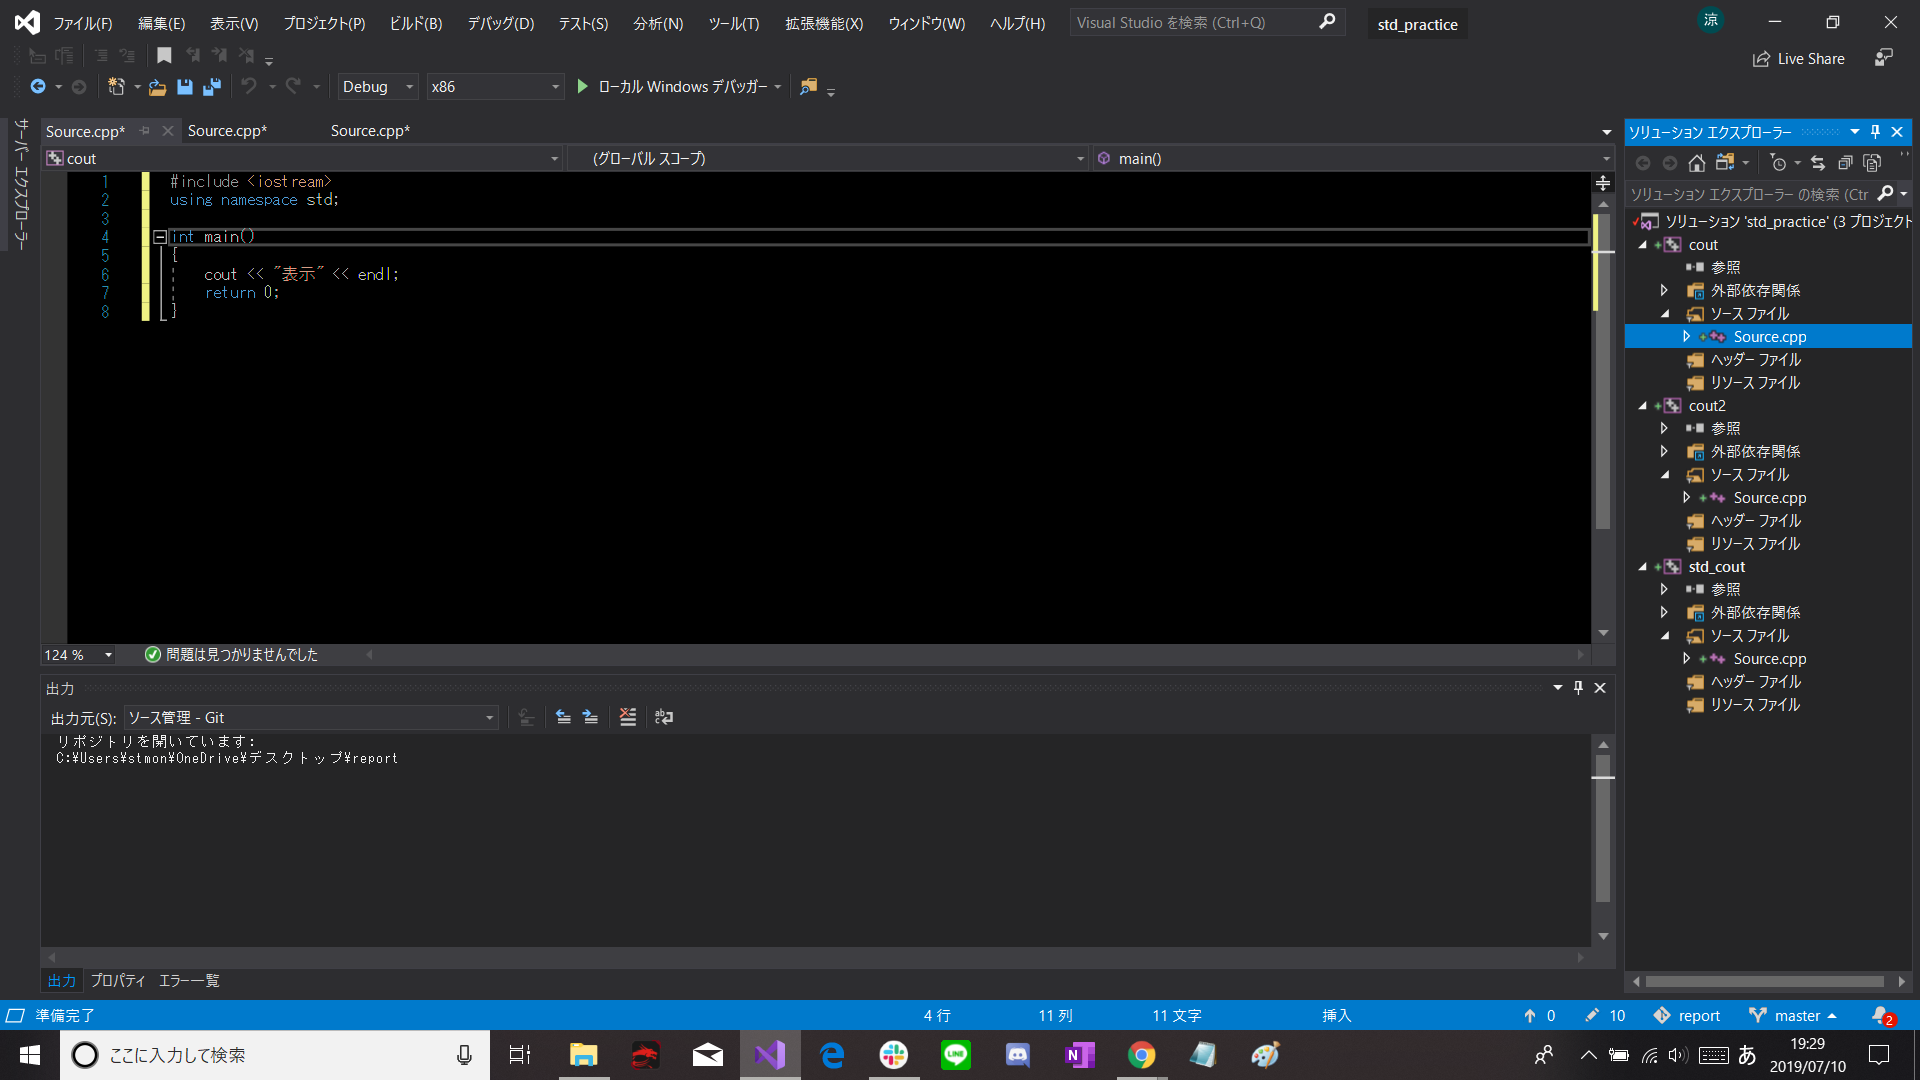 ファイル(F) 編集(E) 表示(V) プロジェクト(P) ビルド(B) デバッグ(D) テスト(S) 分析(N) ツール(T) 拡張機能(X) ウィンドウ(W) ヘルプ(H) Visual Studio を検索 (Ctrl+Q) std_practice 涼
Live Share
Debug x86 ローカル Windows デバッガー
サーバー エクスプローラー
Source.cpp* Source.cpp* Source.cpp*
cout (グローバル スコープ) main()
1 #include <iostream>
2 using namespace std;
3
4 int main()
5 {
6 cout << "表示" << endl;
7 return 0;
8 }
124 % 問題は見つかりませんでした
出力
出力元(S): ソース管理 - Git
リポジトリを開いています:
C:¥Users¥stmon¥OneDrive¥デスクトップ¥report
出力 プロパティ エラー一覧
ソリューション エクスプローラー
ソリューション エクスプローラー の検索 (Ctr
ソリューション 'std_practice' (3 プロジェクト
cout
参照
外部依存関係
ソース ファイル
Source.cpp
ヘッダー ファイル
リソース ファイル
cout2
参照
外部依存関係
ソース ファイル
Source.cpp
ヘッダー ファイル
リソース ファイル
std_cout
参照
外部依存関係
ソース ファイル
Source.cpp
ヘッダー ファイル
リソース ファイル
準備完了 4 行 11 列 11 文字 挿入 0 10 report master 2
ここに入力して検索 LINE あ 19:29
2019/07/10